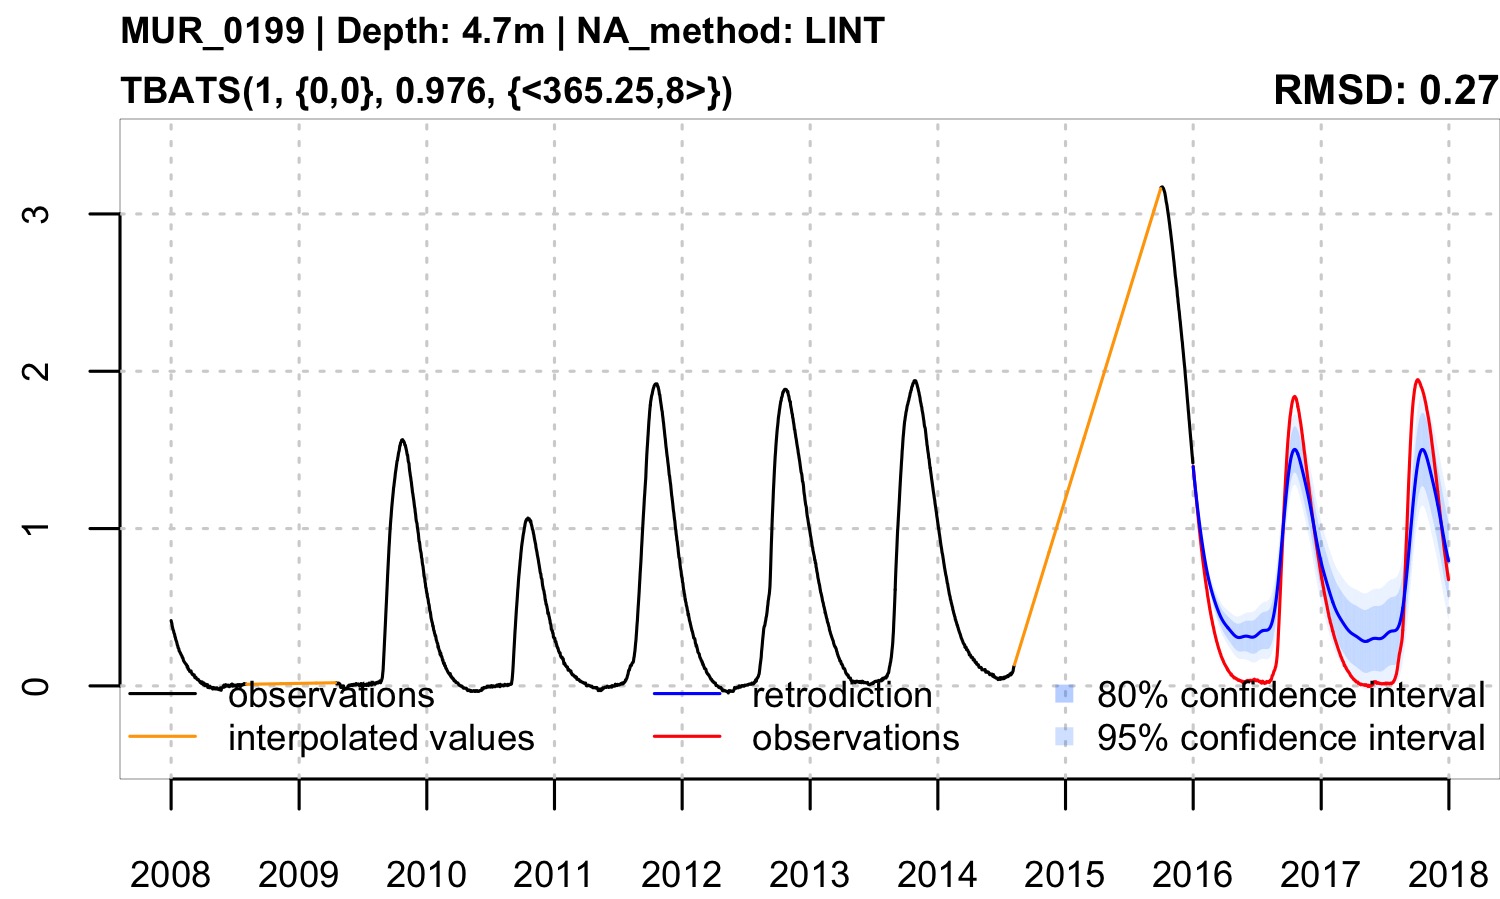 MUR_0199 | Depth: 4.7m | NA_method: LINT
TBATS(1, {0,0}, 0.976, {<365.25,8>})
RMSD: 0.27
3
2
1
0
observations
interpolated values
retrodiction
observations
80% confidence interval
95% confidence interval
2008 2009 2010 2011 2012 2013 2014 2015 2016 2017 2018